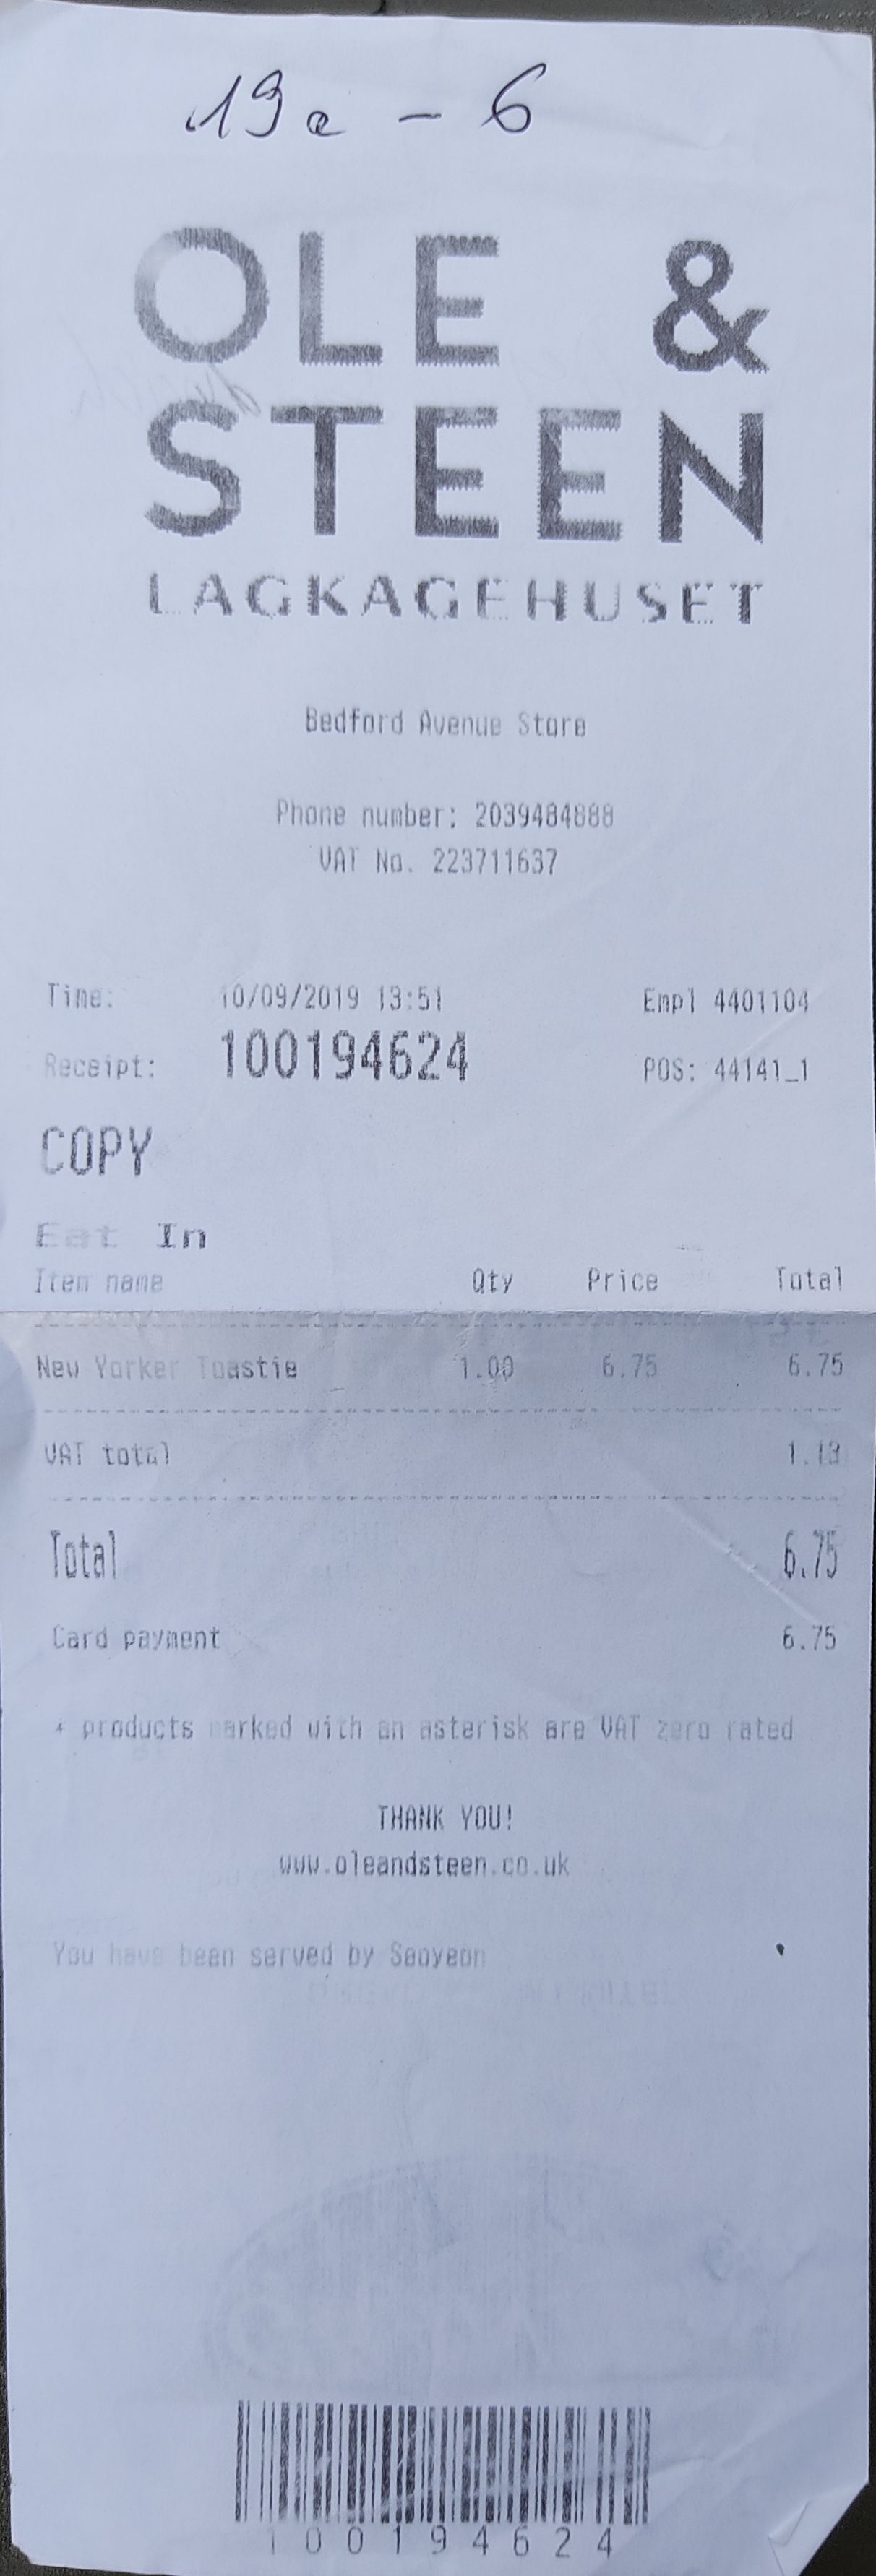 19a - 6
OLE &
STEEN
LAGKAGEHUSET
Bedford Avenue Store
Phone number: 2039484888
VAT No. 223711637
Time: 10/09/2019 13:51 Empl 4401104
Receipt: 100194624 POS: 44141_1
COPY
Eat In
Item name Qty Price Total
New Yorker Toastie 1.00 6.75 6.75
VAT total 1.13
Total 6.75
Card payment 6.75
* products marked with an asterisk are VAT zero rated
THANK YOU!
www.oleandsteen.co.uk
You have been served by Seoyeon
100194624